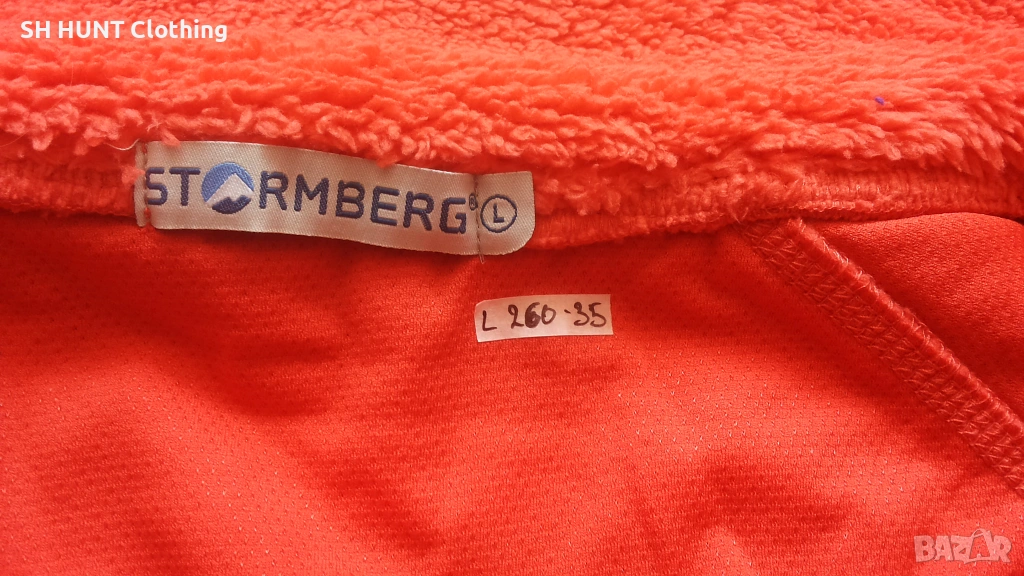 SH HUNT Clothing
STORMBERG® L
L 260-35
BAZAR